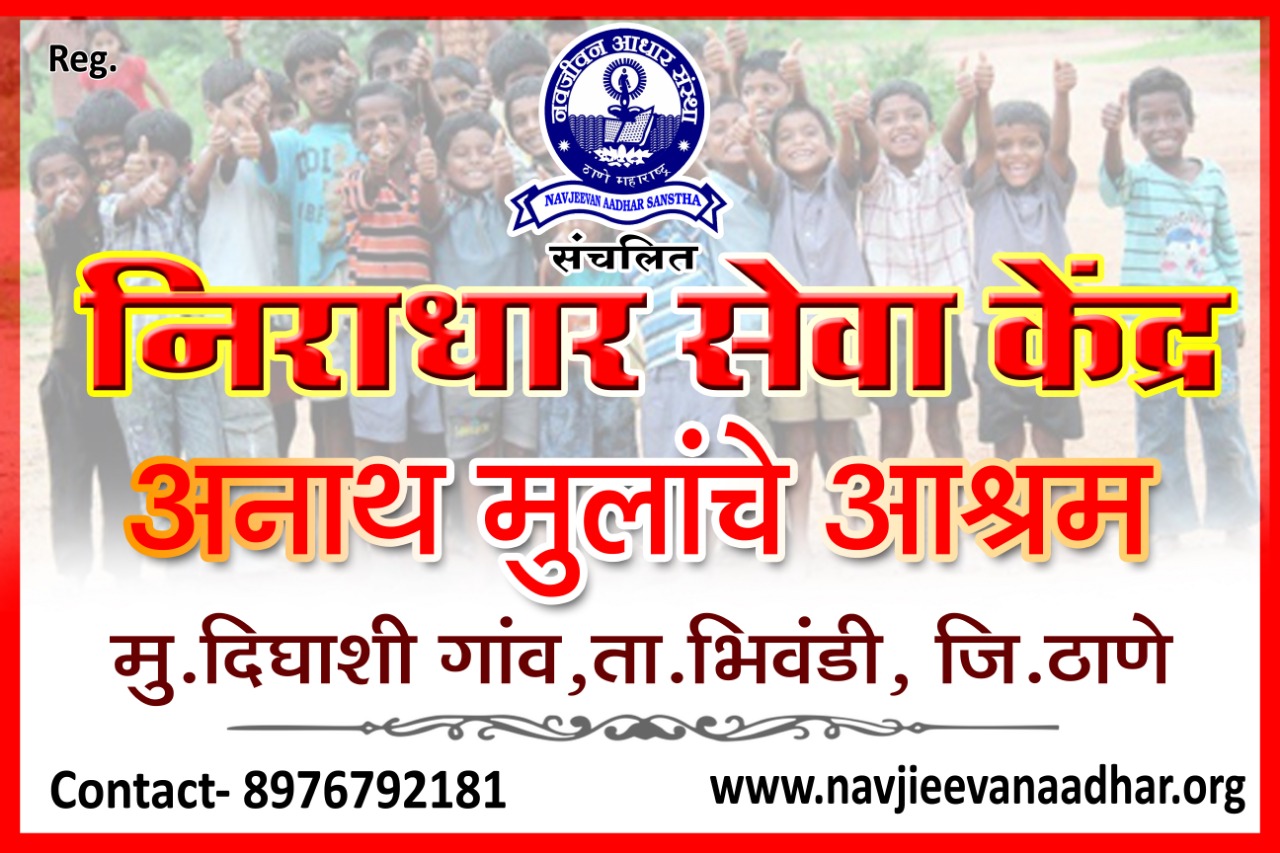 Reg.
नवजीवन आधार संस्था
ठाणे महाराष्ट्र
NAVJEEVAN AADHAR SANSTHA
संचलित
निराधार सेवा केंद्र
अनाथ मुलांचे आश्रम
मु.दिघाशी गांव,ता.भिवंडी, जि.ठाणे
Contact- 8976792181
www.navjieevanaadhar.org